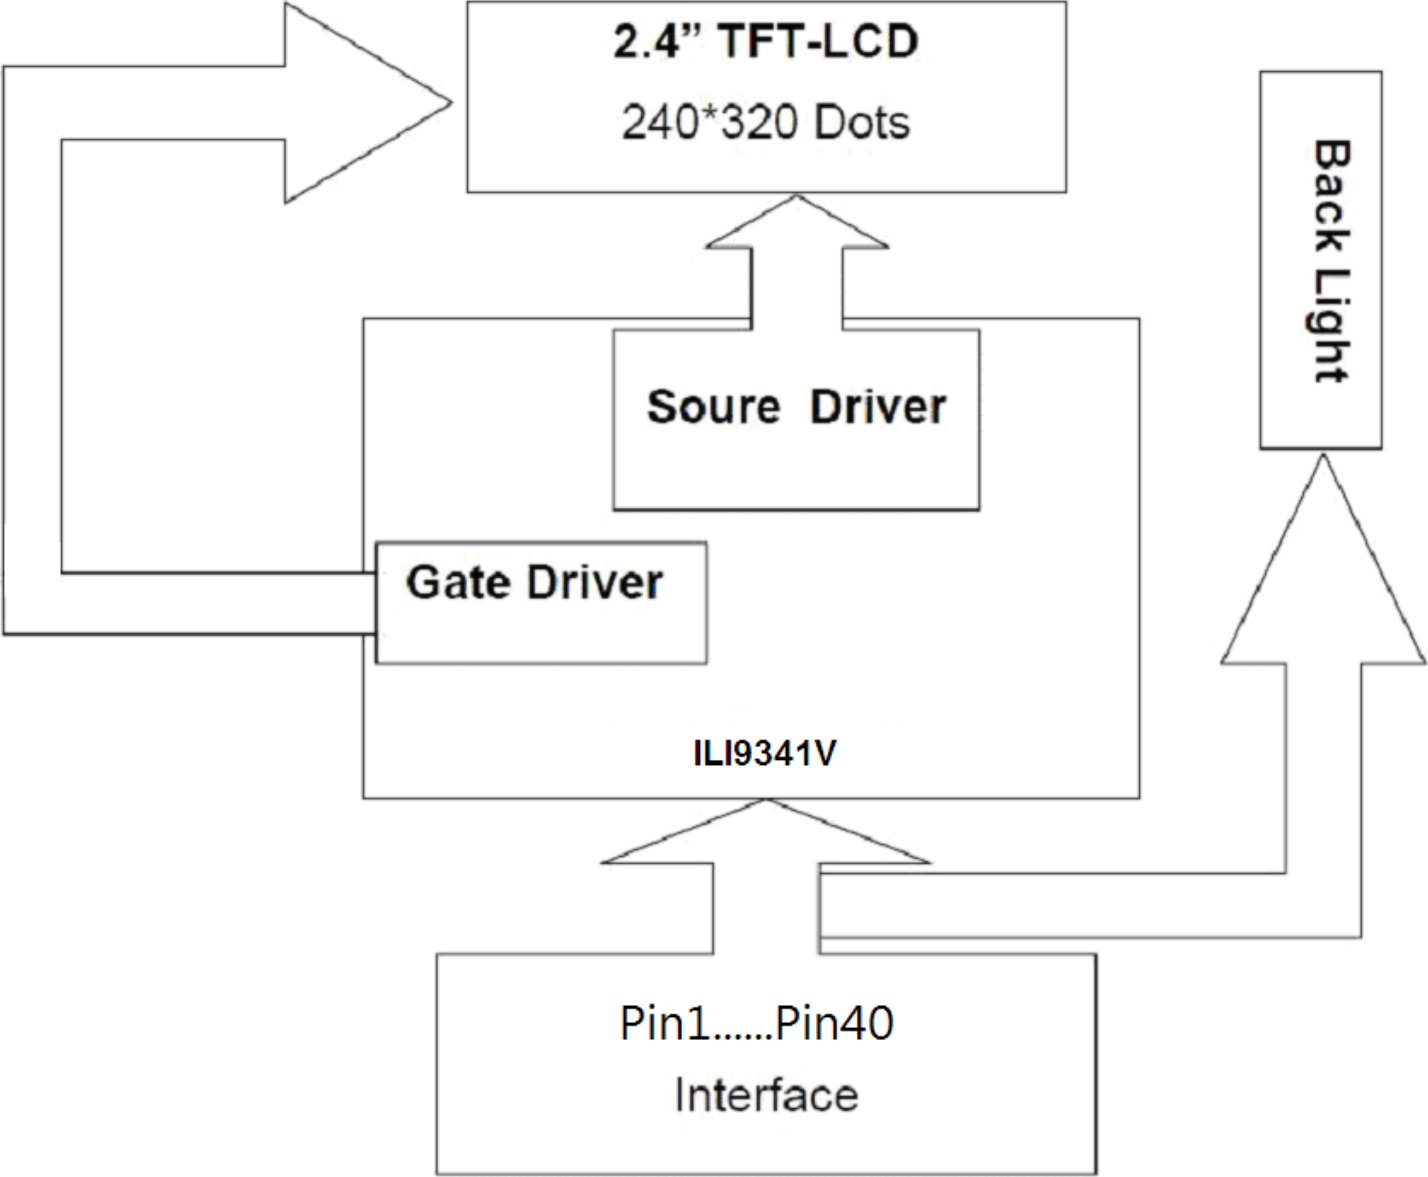 2.4” TFT-LCD
240*320 Dots
Back Light
Soure Driver
Gate Driver
ILI9341V
Pin1......Pin40
Interface